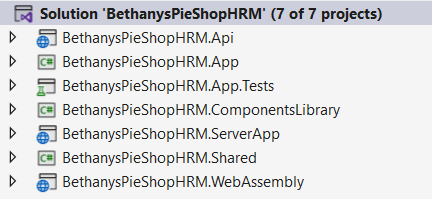 Solution 'BethanysPieShopHRM' (7 of 7 projects)
BethanysPieShopHRM.Api
BethanysPieShopHRM.App
BethanysPieShopHRM.App.Tests
BethanysPieShopHRM.ComponentsLibrary
BethanysPieShopHRM.ServerApp
BethanysPieShopHRM.Shared
BethanysPieShopHRM.WebAssembly